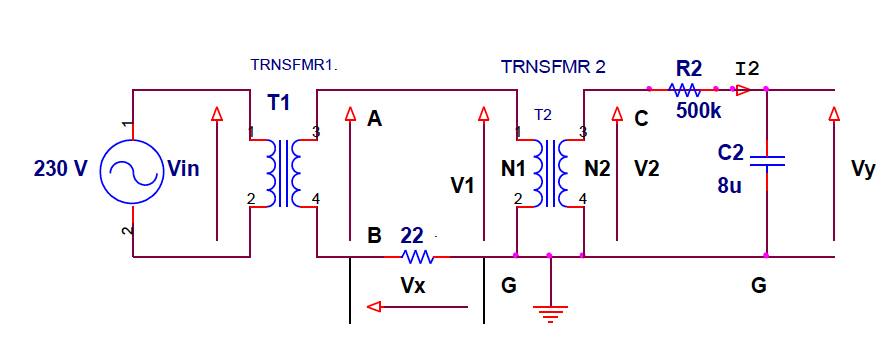 TRNSFMR1.
TRNSFMR 2
R2
I2
T1
T2
500k
1
1
3
A
1
3
C
C2
230 V
Vin
V1
N1
N2
V2
Vy
8u
2
4
2
4
2
B
22
.
Vx
G
G